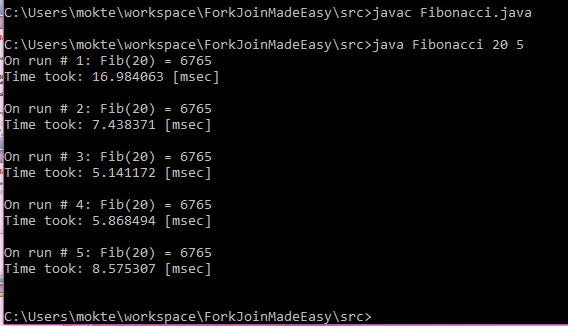 C:\Users\mokte\workspace\ForkJoinMadeEasy\src>javac Fibonacci.java
C:\Users\mokte\workspace\ForkJoinMadeEasy\src>java Fibonacci 20 5
On run # 1: Fib(20) = 6765
Time took: 16.984063 [msec]
On run # 2: Fib(20) = 6765
Time took: 7.438371 [msec]
On run # 3: Fib(20) = 6765
Time took: 5.141172 [msec]
On run # 4: Fib(20) = 6765
Time took: 5.868494 [msec]
On run # 5: Fib(20) = 6765
Time took: 8.575307 [msec]
C:\Users\mokte\workspace\ForkJoinMadeEasy\src>